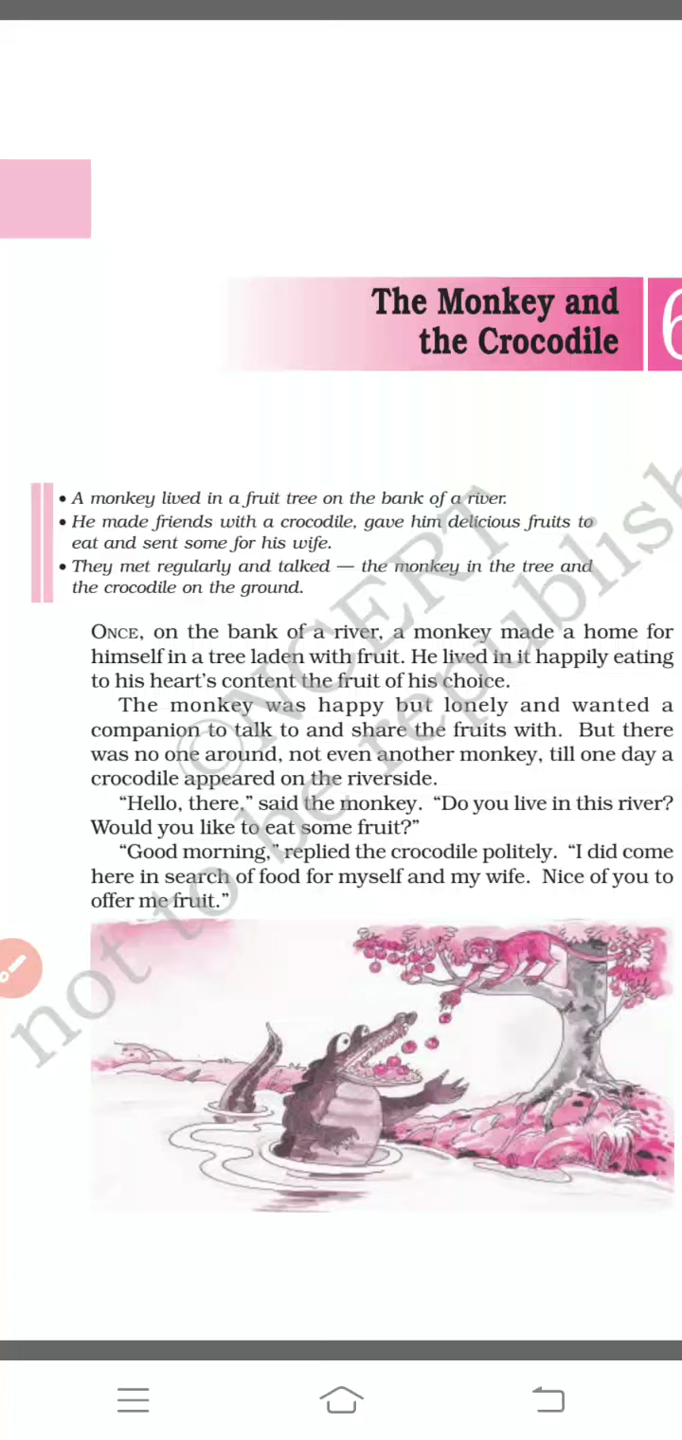 The Monkey and
the Crocodile
6
• A monkey lived in a fruit tree on the bank of a river.
• He made friends with a crocodile, gave him delicious fruits to
eat and sent some for his wife.
• They met regularly and talked — the monkey in the tree and
the crocodile on the ground.
ONCE, on the bank of a river, a monkey made a home for
himself in a tree laden with fruit. He lived in it happily eating
to his heart's content the fruit of his choice.
The monkey was happy but lonely and wanted a
companion to talk to and share the fruits with. But there
was no one around, not even another monkey, till one day a
crocodile appeared on the riverside.
“Hello, there,” said the monkey. “Do you live in this river?
Would you like to eat some fruit?”
“Good morning,” replied the crocodile politely. “I did come
here in search of food for myself and my wife. Nice of you to
offer me fruit.”
©NCERT
not to be republish